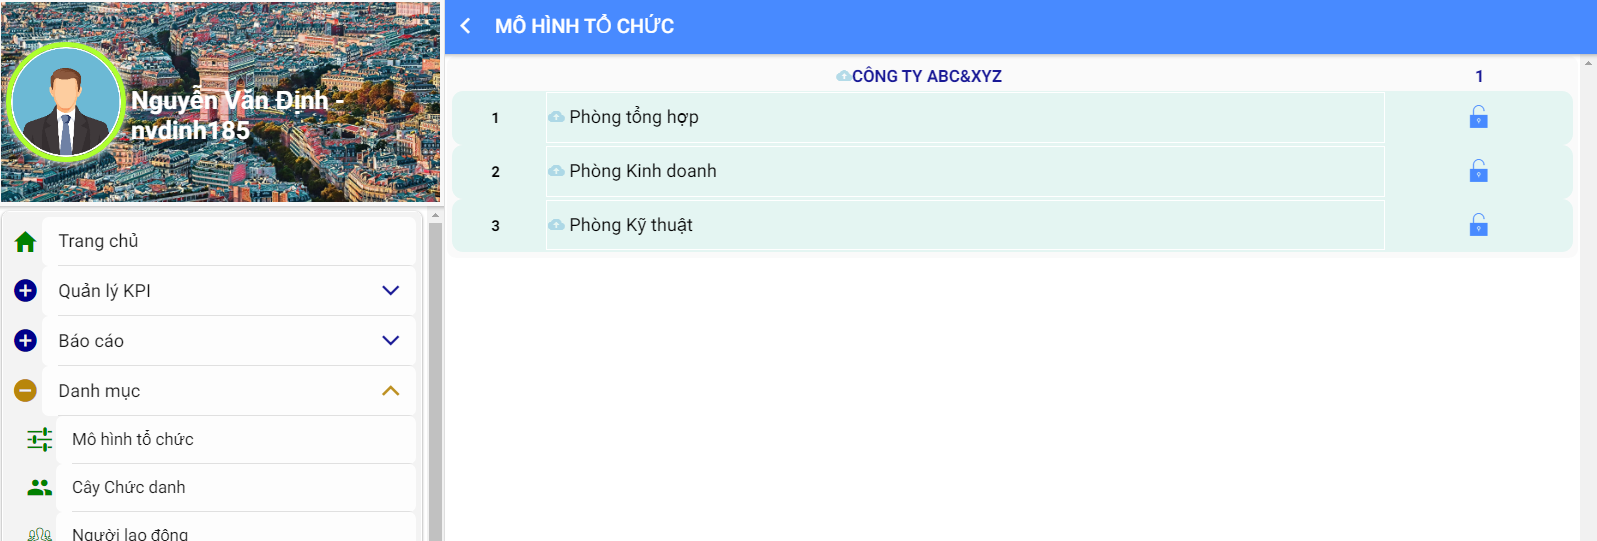 Nguyễn Văn Định -
nvdinh185
Trang chủ
Quản lý KPI
Báo cáo
Danh mục
Mô hình tổ chức
Cây Chức danh
Người lao động
MÔ HÌNH TỔ CHỨC
CÔNG TY ABC&XYZ 1
1 Phòng tổng hợp
2 Phòng Kinh doanh
3 Phòng Kỹ thuật